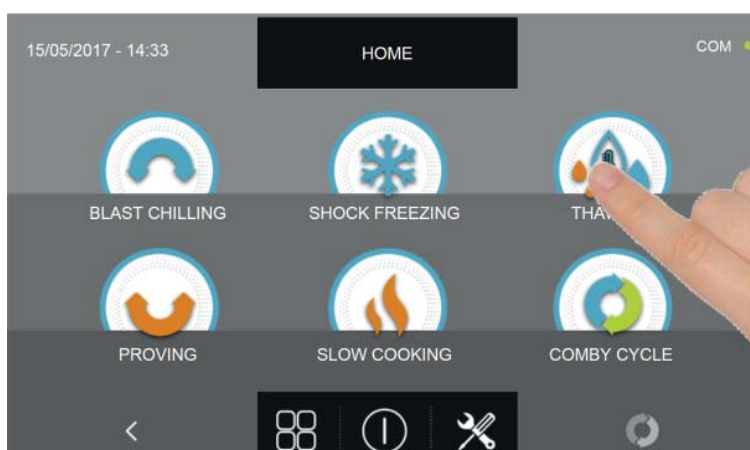 15/05/2017 - 14:33
HOME
COM
BLAST CHILLING
SHOCK FREEZING
PROVING
SLOW COOKING
COMBY CYCLE